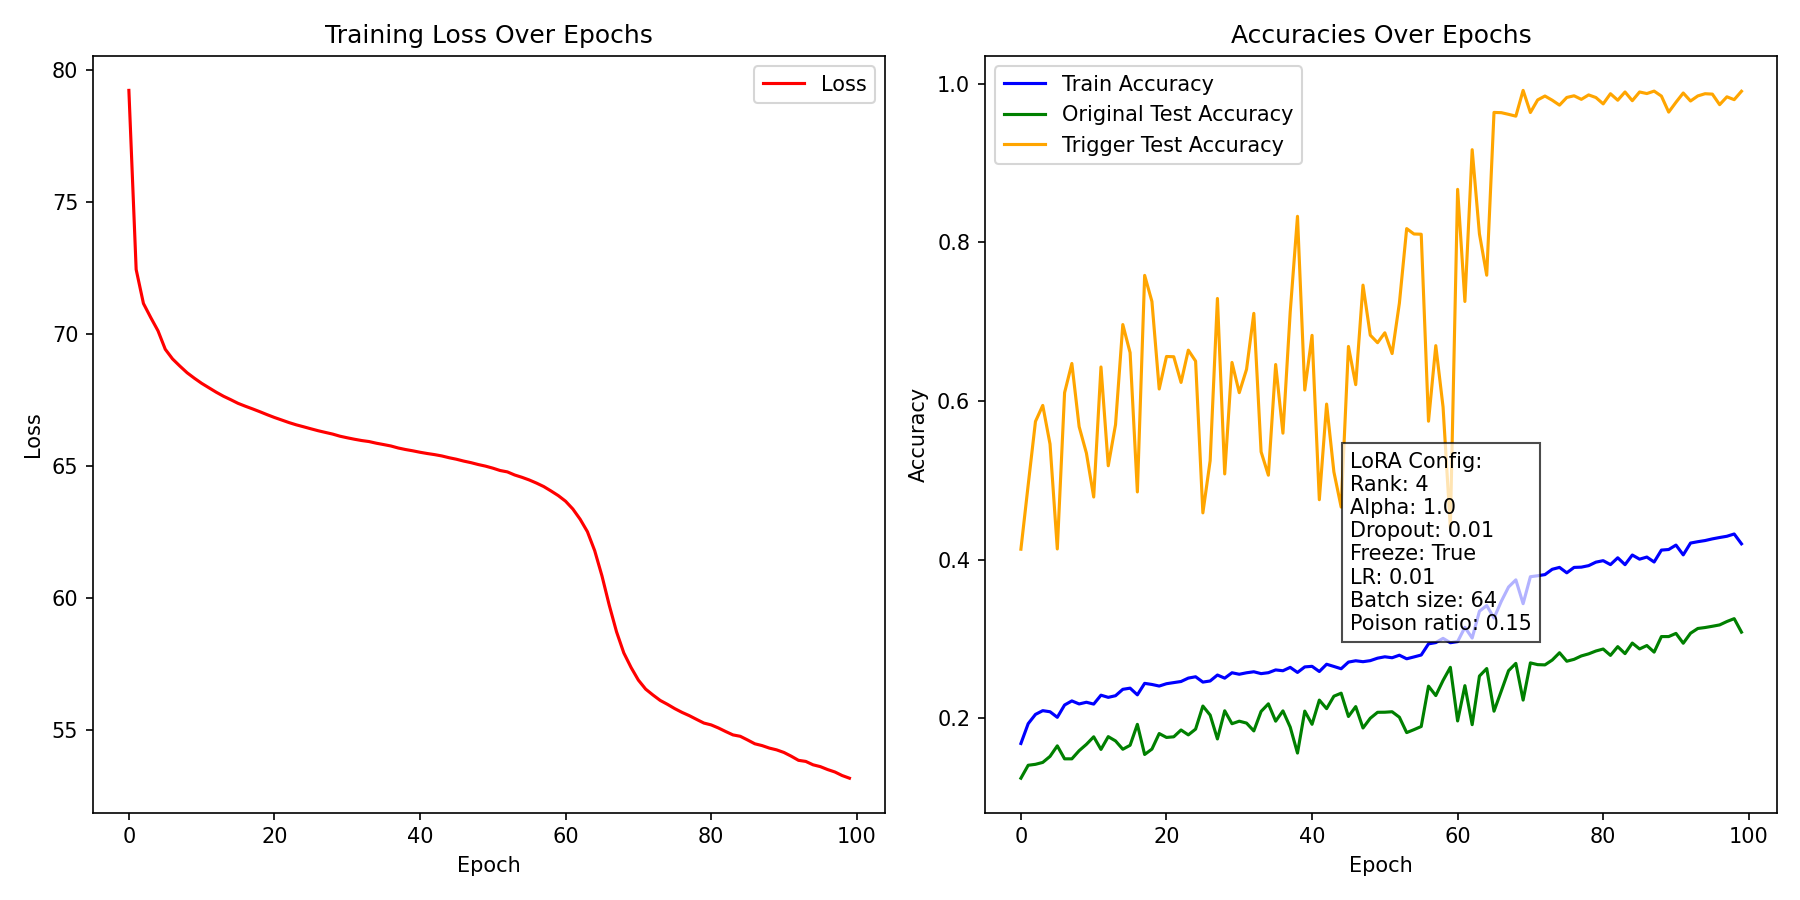 Training Loss Over Epochs
Loss
80
75
70
65
60
55
Loss
0 20 40 60 80 100
Epoch
Accuracies Over Epochs
Train Accuracy
Original Test Accuracy
Trigger Test Accuracy
1.0
0.8
0.6
0.4
0.2
Accuracy
LoRA Config:
Rank: 4
Alpha: 1.0
Dropout: 0.01
Freeze: True
LR: 0.01
Batch size: 64
Poison ratio: 0.15
0 20 40 60 80 100
Epoch